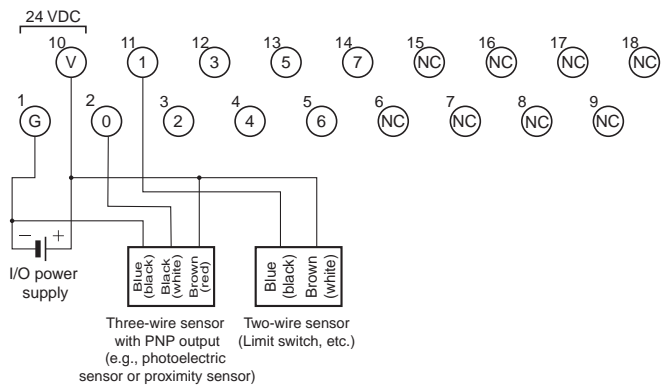 24 VDC
10 11 12 13 14 15 16 17 18
V 1 3 5 7 NC NC NC NC
1 2 3 4 5 6 7 8 9
G 0 2 4 6 NC NC NC NC
− +
I/O power
supply
Blue
(black)
Black
(white)
Brown
(red)
Blue
(black)
Brown
(white)
Three-wire sensor
with PNP output
(e.g., photoelectric
sensor or proximity sensor)
Two-wire sensor
(Limit switch, etc.)